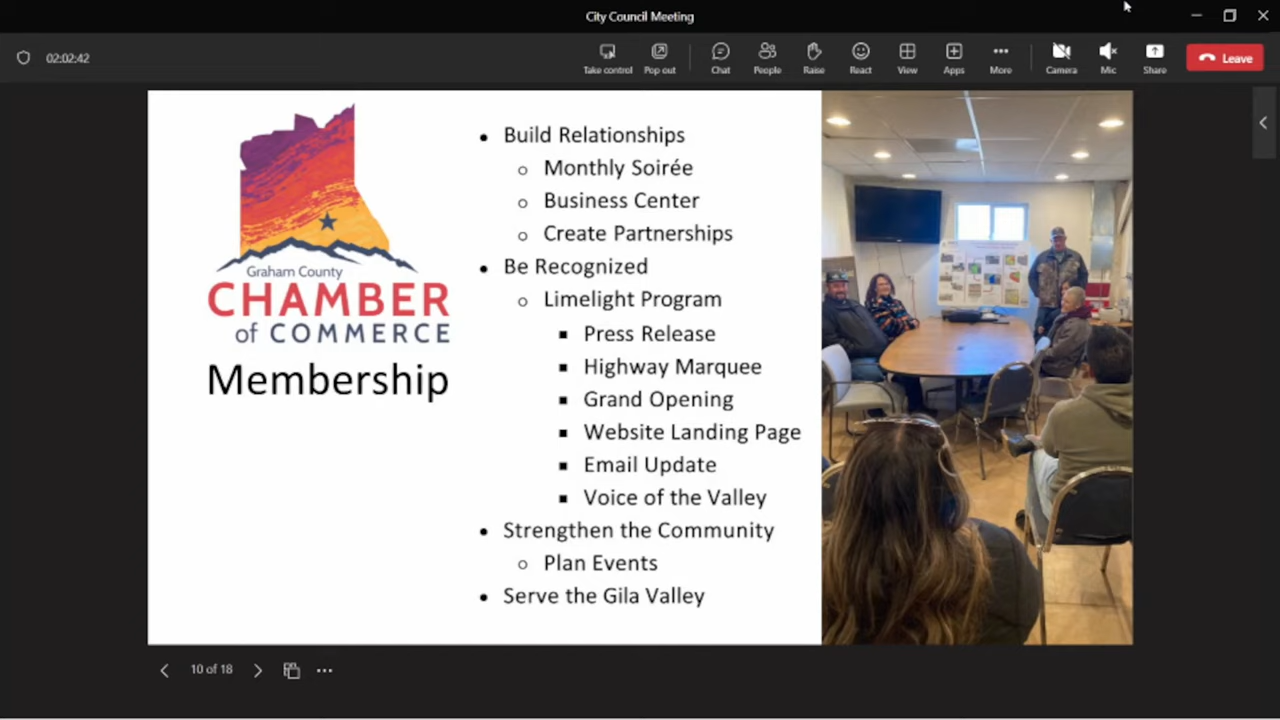 City Council Meeting
02:02:42
Take control
Pop out
Chat
People
Raise
React
View
Apps
More
Camera
Mic
Share
Leave
Graham County
CHAMBER
of COMMERCE
Membership
• Build Relationships
o Monthly Soirée
o Business Center
o Create Partnerships
• Be Recognized
o Limelight Program
▪ Press Release
▪ Highway Marquee
▪ Grand Opening
▪ Website Landing Page
▪ Email Update
▪ Voice of the Valley
• Strengthen the Community
o Plan Events
• Serve the Gila Valley
10 of 18